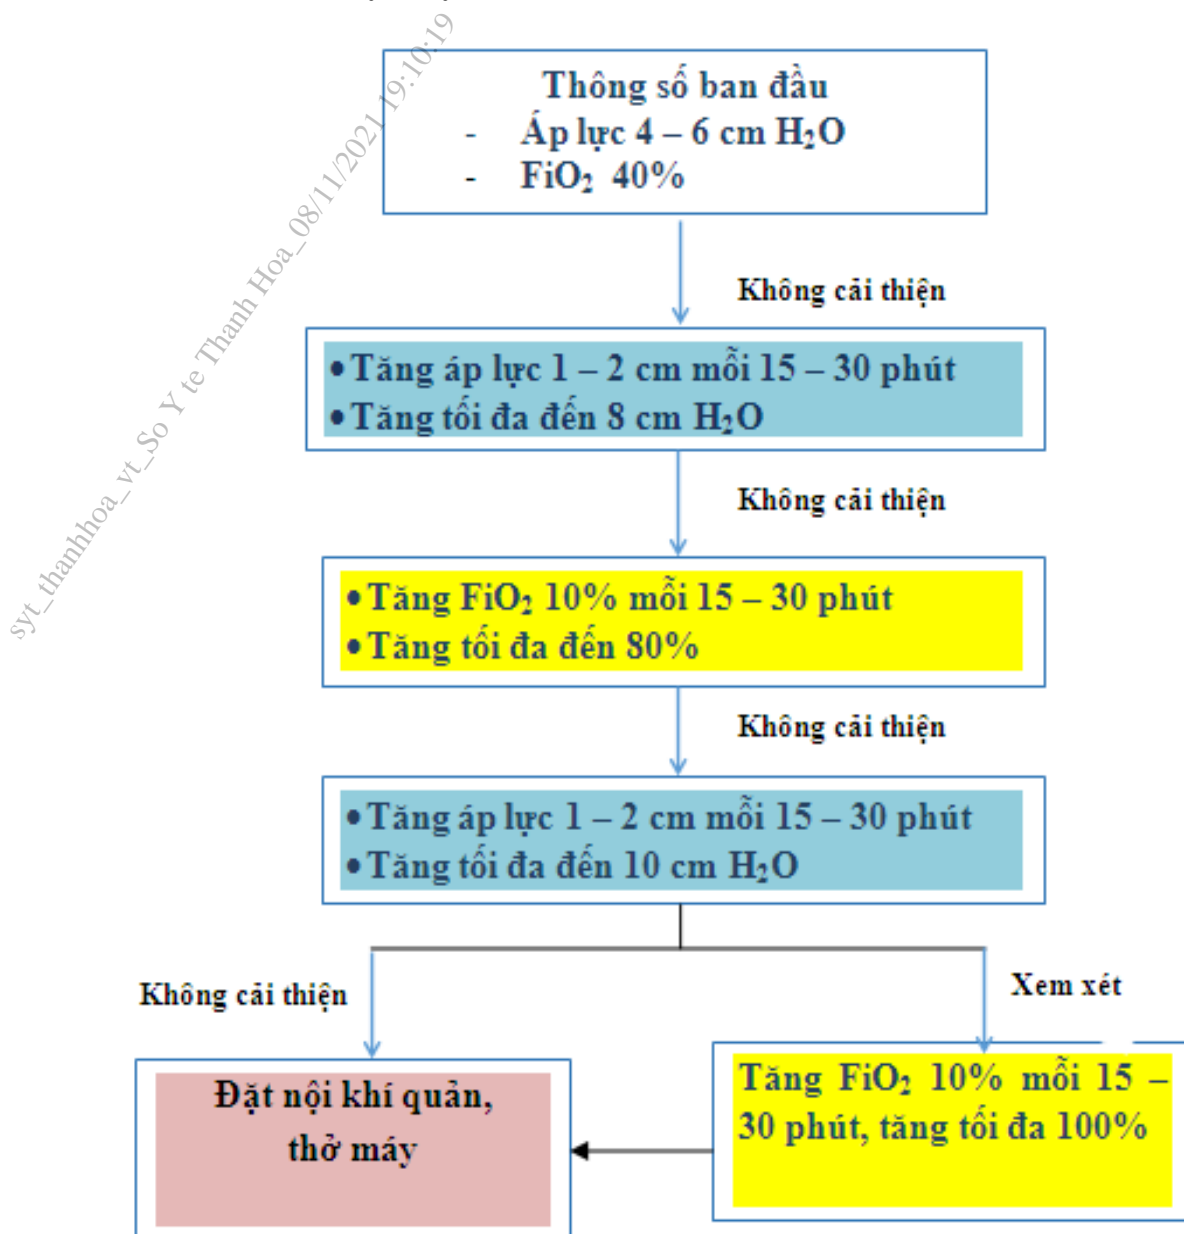 Thông số ban đầu
- Áp lực 4 – 6 cm H₂O
- FiO₂ 40%
Không cải thiện
• Tăng áp lực 1 – 2 cm mỗi 15 – 30 phút
• Tăng tối đa đến 8 cm H₂O
Không cải thiện
• Tăng FiO₂ 10% mỗi 15 – 30 phút
• Tăng tối đa đến 80%
Không cải thiện
• Tăng áp lực 1 – 2 cm mỗi 15 – 30 phút
• Tăng tối đa đến 10 cm H₂O
Không cải thiện
Xem xét
Đặt nội khí quản,
thở máy
Tăng FiO₂ 10% mỗi 15 –
30 phút, tăng tối đa 100%
syt_thanhhoa_vt_So Y te Thanh Hoa_08/11/2021 19:10:19